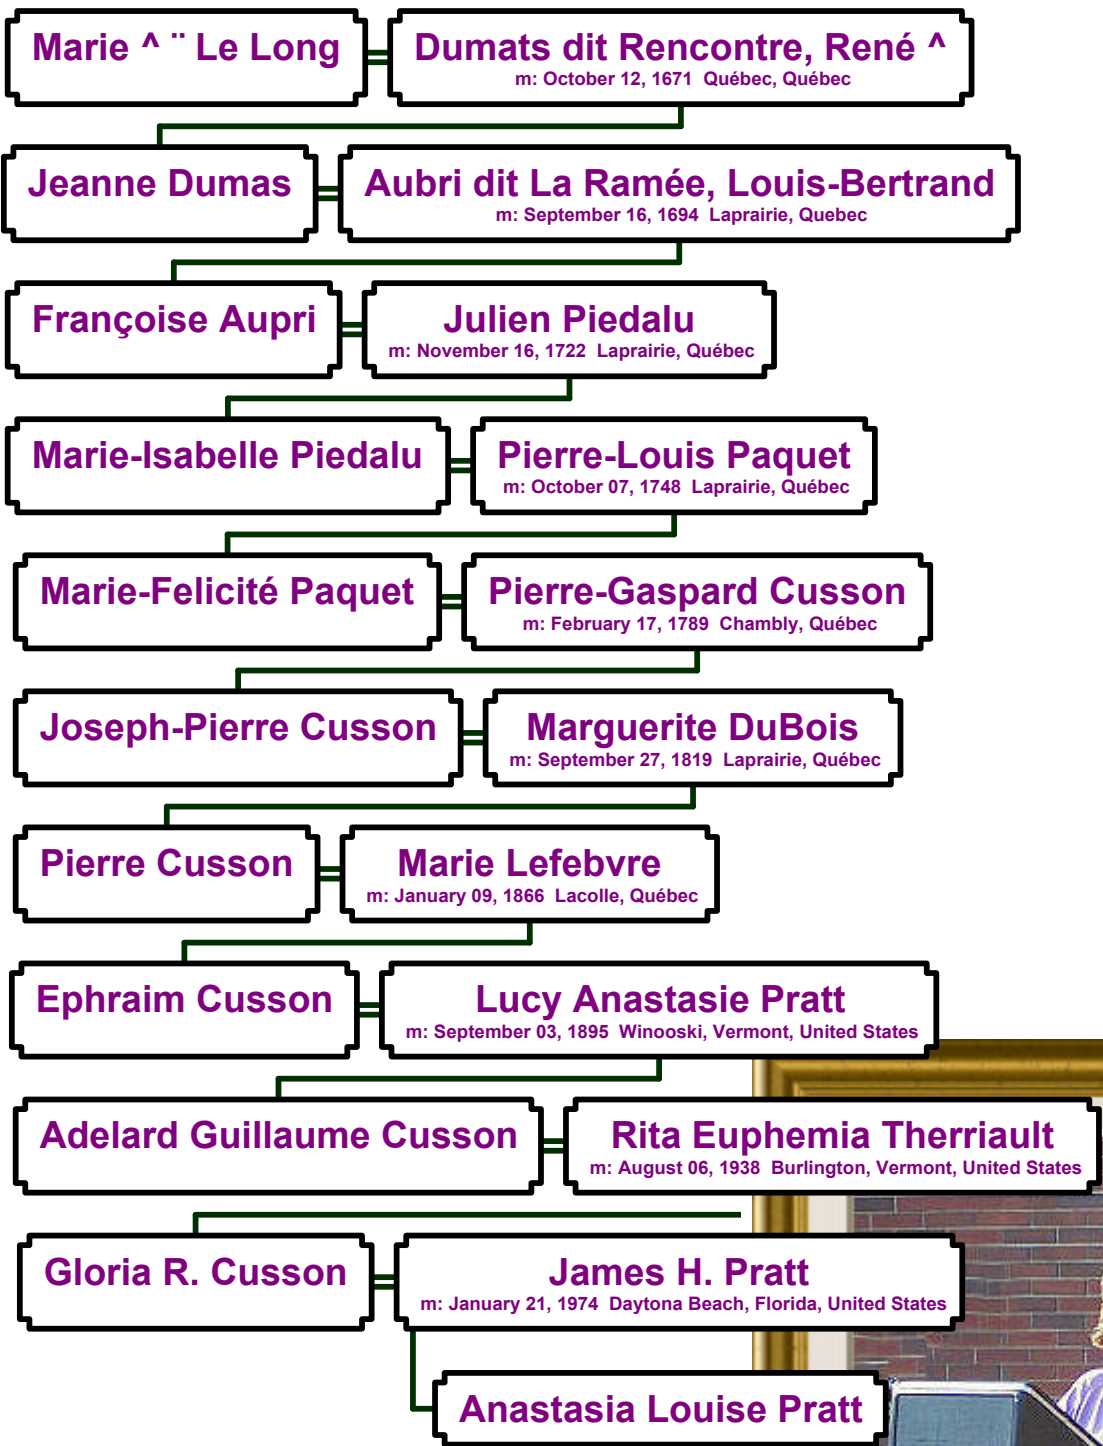 Marie ^ ¨ Le Long
Dumats dit Rencontre, René ^
m: October 12, 1671 Québec, Québec
Jeanne Dumas
Aubri dit La Ramée, Louis-Bertrand
m: September 16, 1694 Laprairie, Quebec
Françoise Aupri
Julien Piedalu
m: November 16, 1722 Laprairie, Québec
Marie-Isabelle Piedalu
Pierre-Louis Paquet
m: October 07, 1748 Laprairie, Québec
Marie-Felicité Paquet
Pierre-Gaspard Cusson
m: February 17, 1789 Chambly, Québec
Joseph-Pierre Cusson
Marguerite DuBois
m: September 27, 1819 Laprairie, Québec
Pierre Cusson
Marie Lefebvre
m: January 09, 1866 Lacolle, Québec
Ephraim Cusson
Lucy Anastasie Pratt
m: September 03, 1895 Winooski, Vermont, United States
Adelard Guillaume Cusson
Rita Euphemia Therriault
m: August 06, 1938 Burlington, Vermont, United States
Gloria R. Cusson
James H. Pratt
m: January 21, 1974 Daytona Beach, Florida, United States
Anastasia Louise Pratt